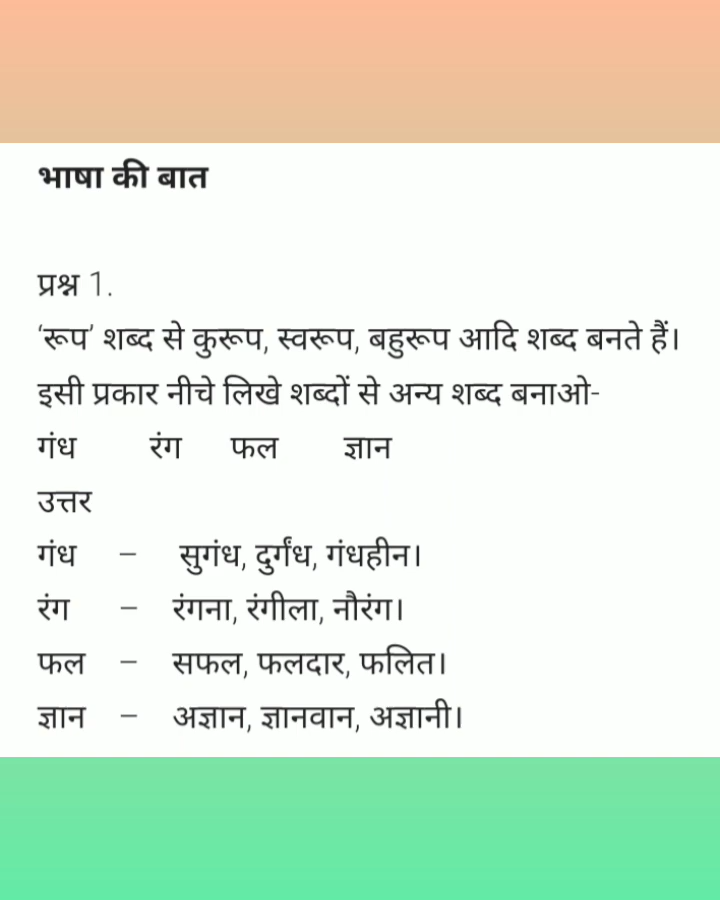 भाषा की बात
प्रश्न 1.
‘रूप’ शब्द से कुरूप, स्वरूप, बहुरूप आदि शब्द बनते हैं।
इसी प्रकार नीचे लिखे शब्दों से अन्य शब्द बनाओ-
गंध रंग फल ज्ञान
उत्तर
गंध – सुगंध, दुर्गंध, गंधहीन।
रंग – रंगना, रंगीला, नौरंग।
फल – सफल, फलदार, फलित।
ज्ञान – अज्ञान, ज्ञानवान, अज्ञानी।